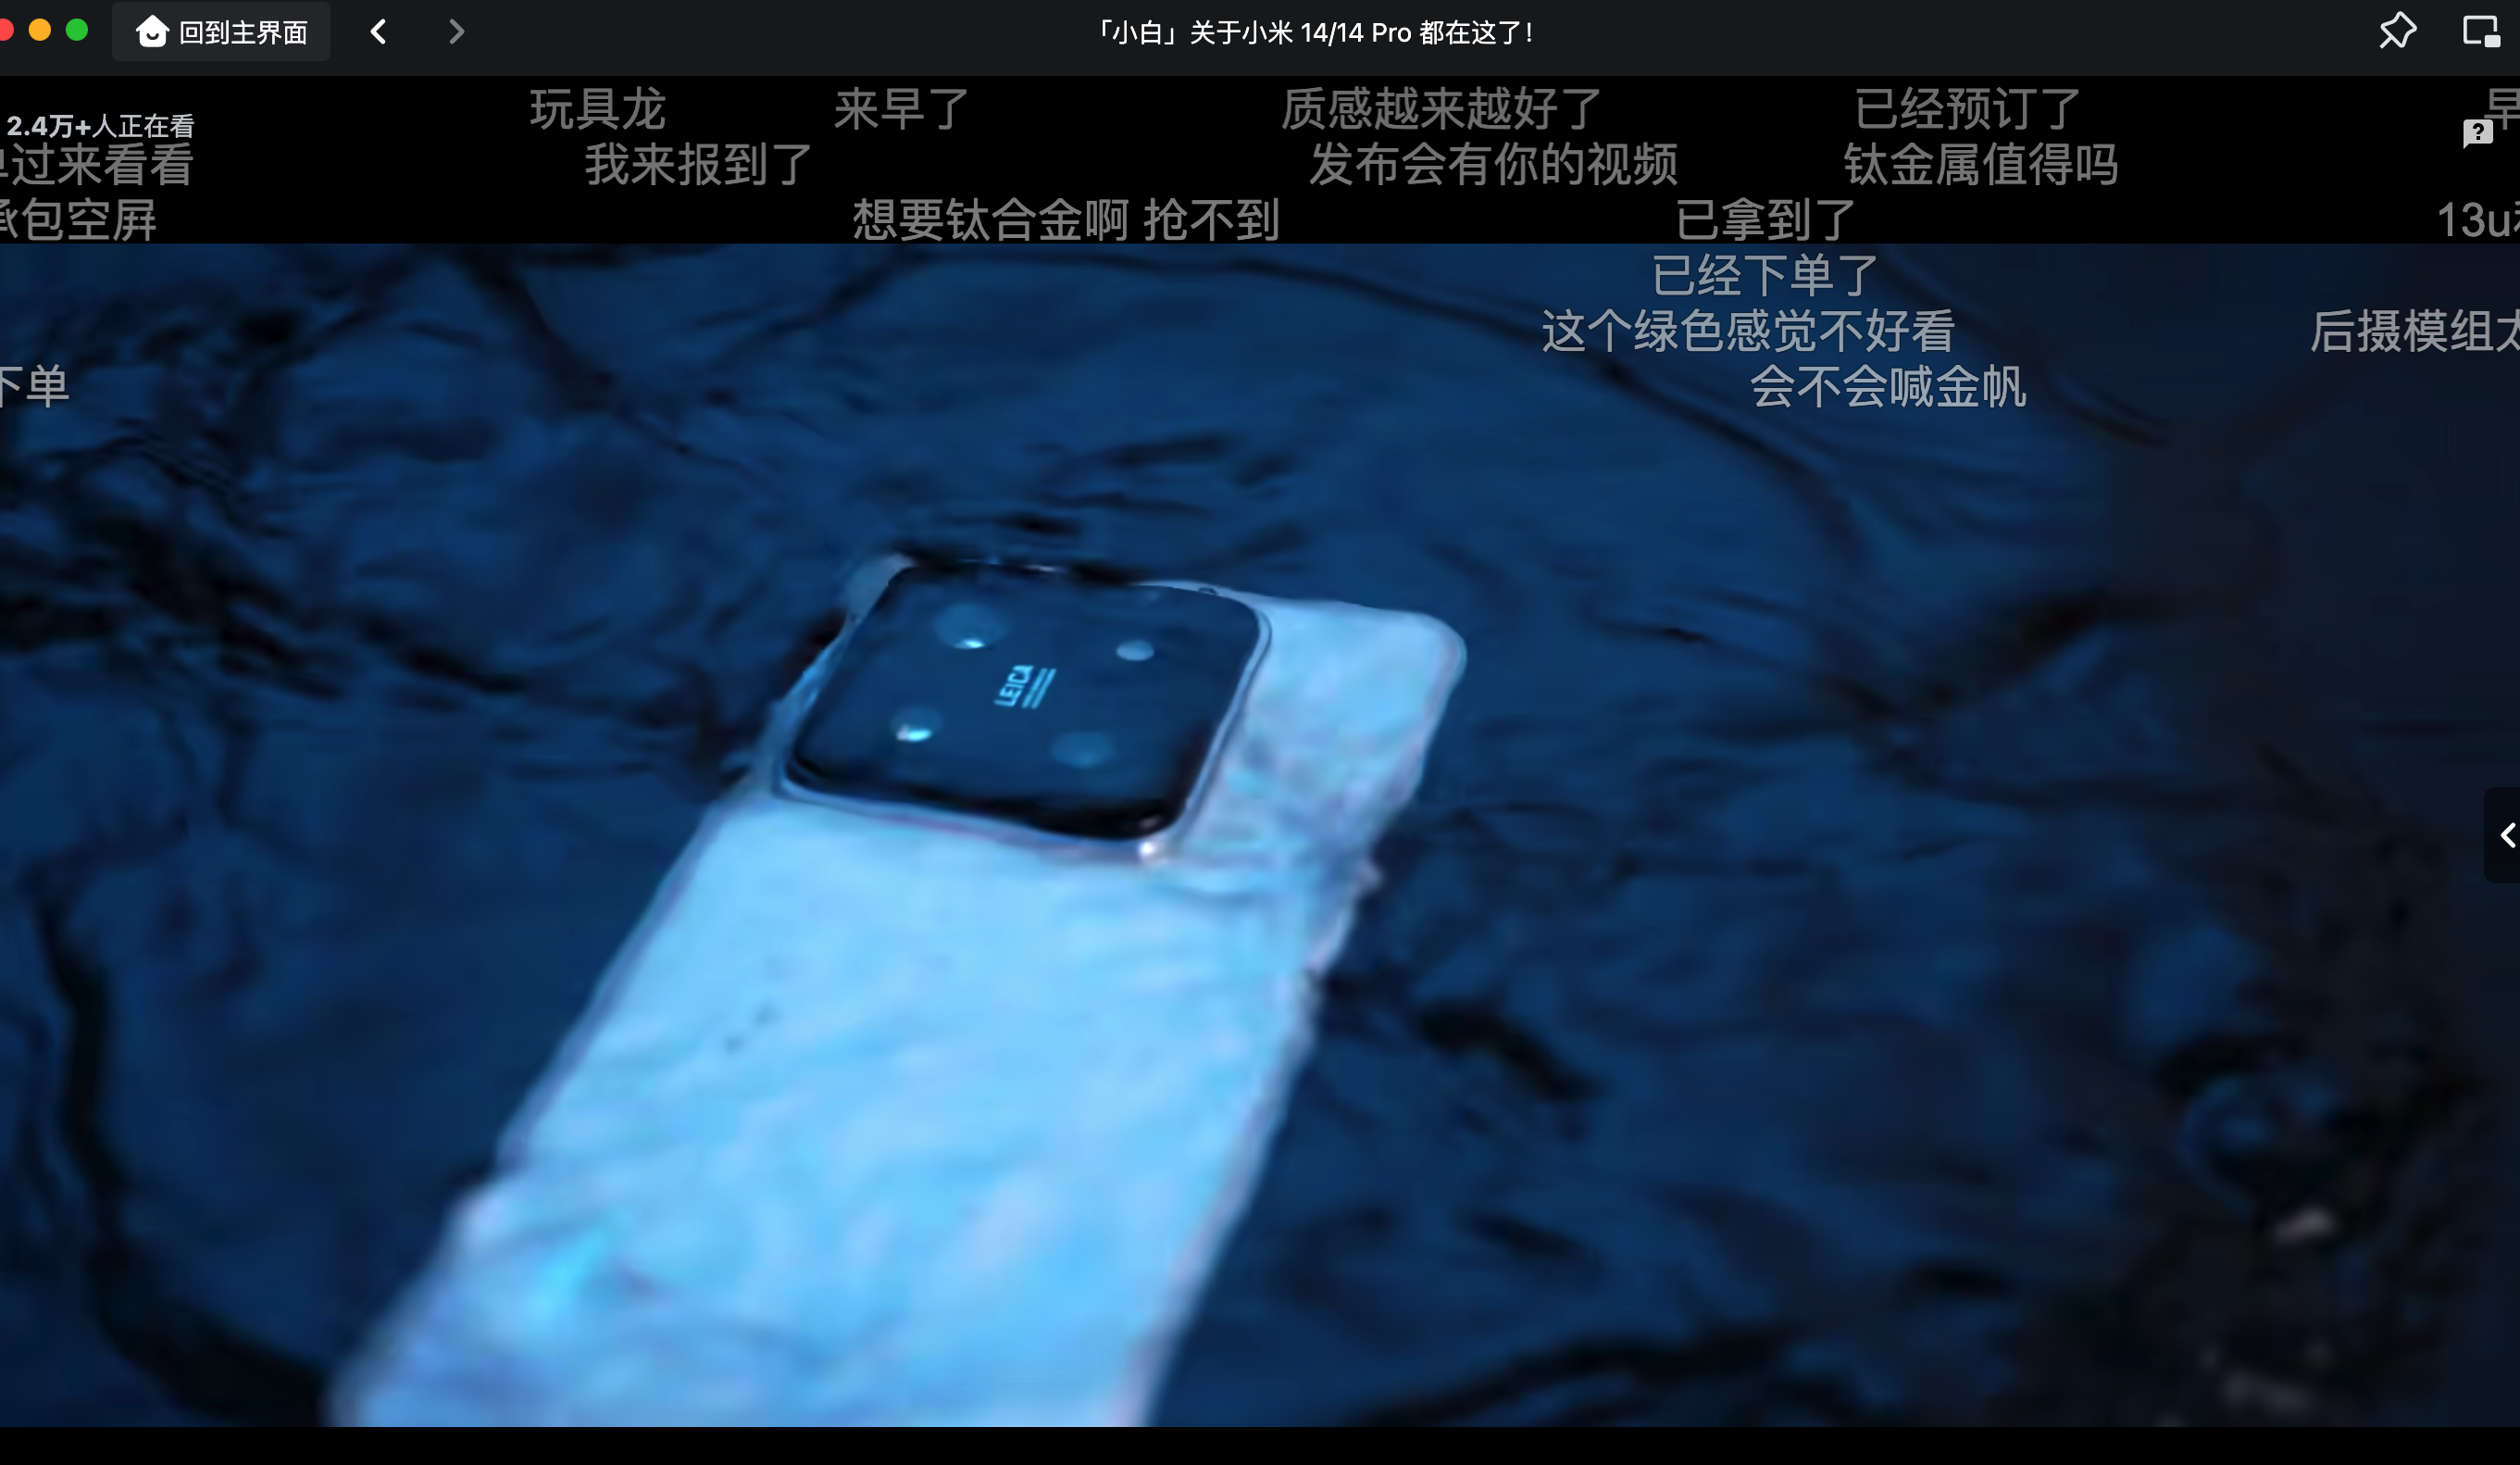 回到主界面
「小白」关于小米 14/14 Pro 都在这了！
玩具龙 来早了 质感越来越好了 已经预订了 早
2.4万+人正在看
过来看看 我来报到了 发布会有你的视频 钛金属值得吗
包空屏 想要钛合金啊 抢不到 已拿到了 13u
已经下单了
这个绿色感觉不好看 后摄模组
下单 会不会喊金帆
LEICA